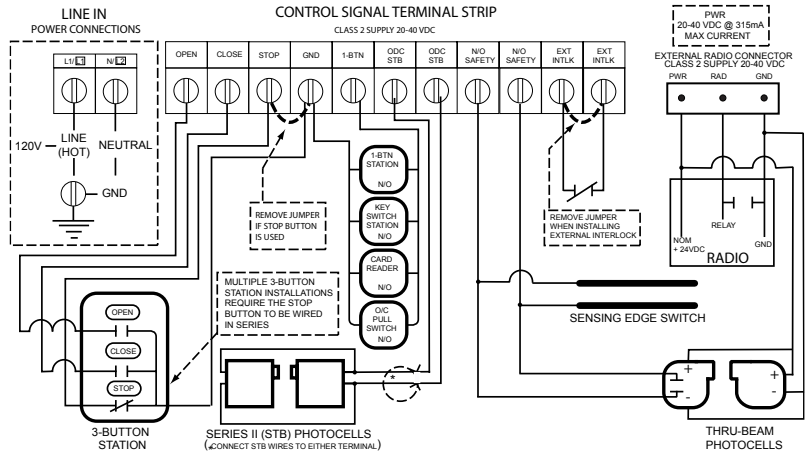 LINE IN
POWER CONNECTIONS
CONTROL SIGNAL TERMINAL STRIP
CLASS 2 SUPPLY 20-40 VDC
PWR
20-40 VDC @ 315mA
MAX CURRENT
EXTERNAL RADIO CONNECTOR
CLASS 2 SUPPLY 20-40 VDC
PWR RAD GND
L1/ L1 N/ L2
OPEN CLOSE STOP GND 1-BTN ODC STB ODC STB N/O SAFETY N/O SAFETY EXT INTLK EXT INTLK
120V LINE (HOT) NEUTRAL
GND
REMOVE JUMPER
IF STOP BUTTON
IS USED
1-BTN
STATION
N/O
KEY
SWITCH
STATION
N/O
CARD
READER
N/O
O/C
PULL
SWITCH
N/O
REMOVE JUMPER
WHEN INSTALLING
EXTERNAL INTERLOCK
RELAY
NOM
+ 24VDC
GND
RADIO
MULTIPLE 3-BUTTON
STATION INSTALLATIONS
REQUIRE THE STOP
BUTTON TO BE WIRED
IN SERIES
OPEN
CLOSE
STOP
3-BUTTON
STATION
*
SERIES II (STB) PHOTOCELLS
(*CONNECT STB WIRES TO EITHER TERMINAL)
SENSING EDGE SWITCH
+ +
- -
THRU-BEAM
PHOTOCELLS